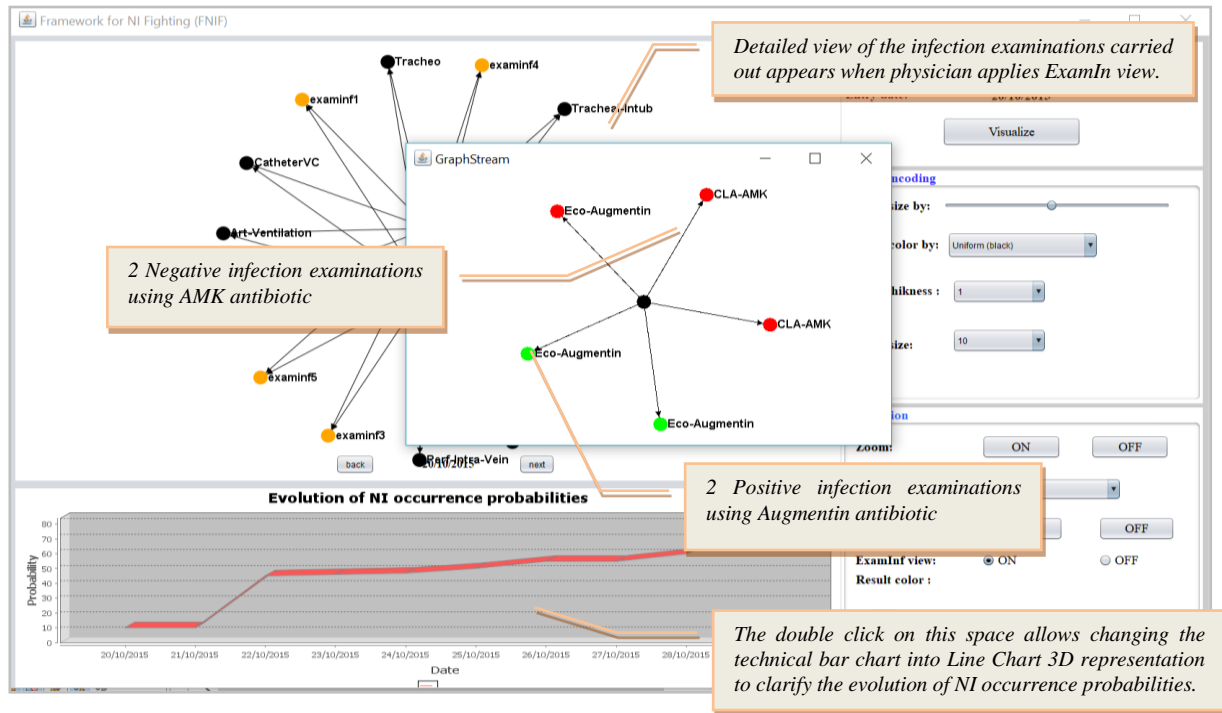 Framework for NI Fighting (FNIF)
Detailed view of the infection examinations carried
out appears when physician applies ExamIn view.
Entry date: 20/10/2015
Visualize
Tracheo
examinf4
examinf1
Tracheal-Intub
CatheterVC
Art-Ventilation
GraphStream
CLA-AMK
Eco-Augmentin
CLA-AMK
Eco-Augmentin
Eco-Augmentin
2 Negative infection examinations
using AMK antibiotic
size by:
color by: Uniform (black)
1
size: 10
examinf5
examinf3
Perf-Intra-Vein
back
20/10/2015
next
Zoom: ON OFF
2 Positive infection examinations
using Augmentin antibiotic
OFF
ExamInf view: ON OFF
Result color :
Evolution of NI occurrence probabilities
Probability
80
70
60
50
40
30
20
10
0
20/10/2015 21/10/2015 22/10/2015 23/10/2015 24/10/2015 25/10/2015 26/10/2015 27/10/2015 28/10/2015
Date
The double click on this space allows changing the
technical bar chart into Line Chart 3D representation
to clarify the evolution of NI occurrence probabilities.